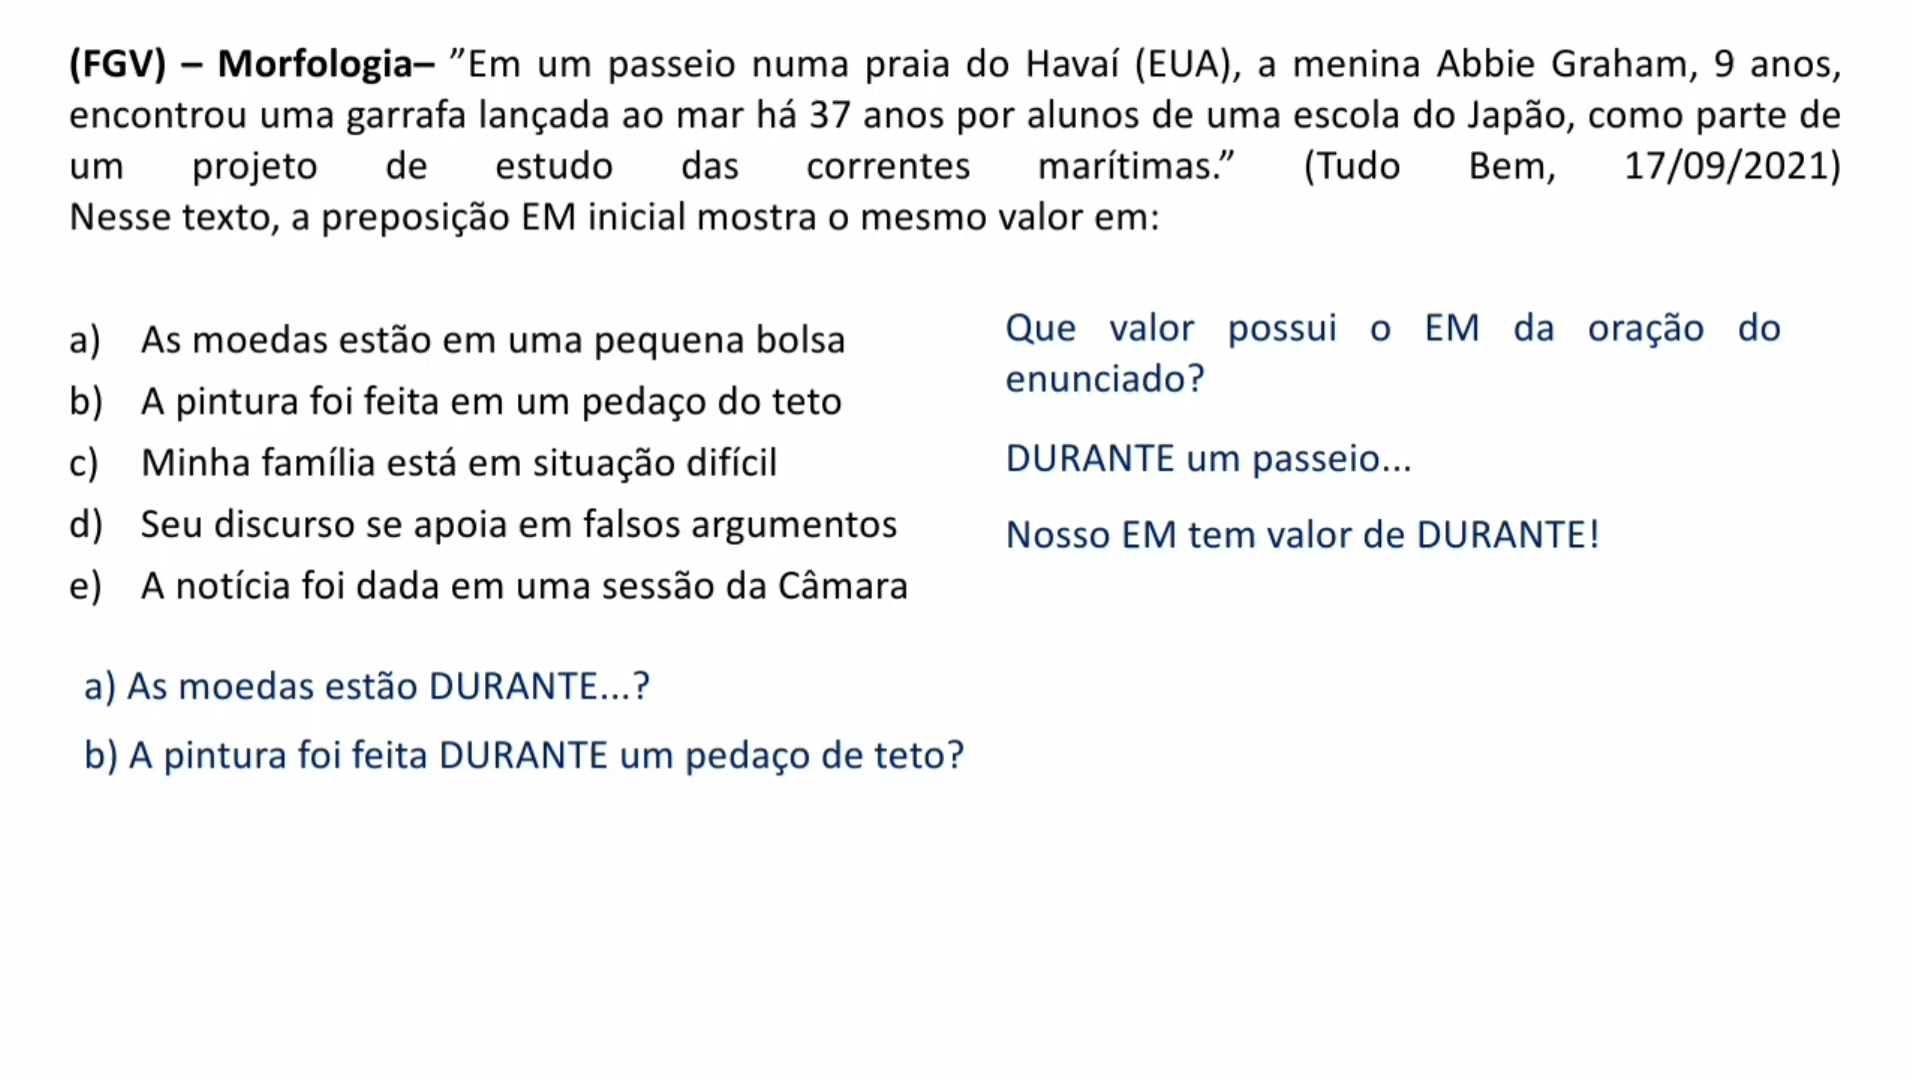 (FGV) – Morfologia– ”Em um passeio numa praia do Havaí (EUA), a menina Abbie Graham, 9 anos,
encontrou uma garrafa lançada ao mar há 37 anos por alunos de uma escola do Japão, como parte de
um projeto de estudo das correntes marítimas.” (Tudo Bem, 17/09/2021)
Nesse texto, a preposição EM inicial mostra o mesmo valor em:
a) As moedas estão em uma pequena bolsa
b) A pintura foi feita em um pedaço do teto
c) Minha família está em situação difícil
d) Seu discurso se apoia em falsos argumentos
e) A notícia foi dada em uma sessão da Câmara
Que valor possui o EM da oração do
enunciado?
DURANTE um passeio...
Nosso EM tem valor de DURANTE!
a) As moedas estão DURANTE...?
b) A pintura foi feita DURANTE um pedaço de teto?